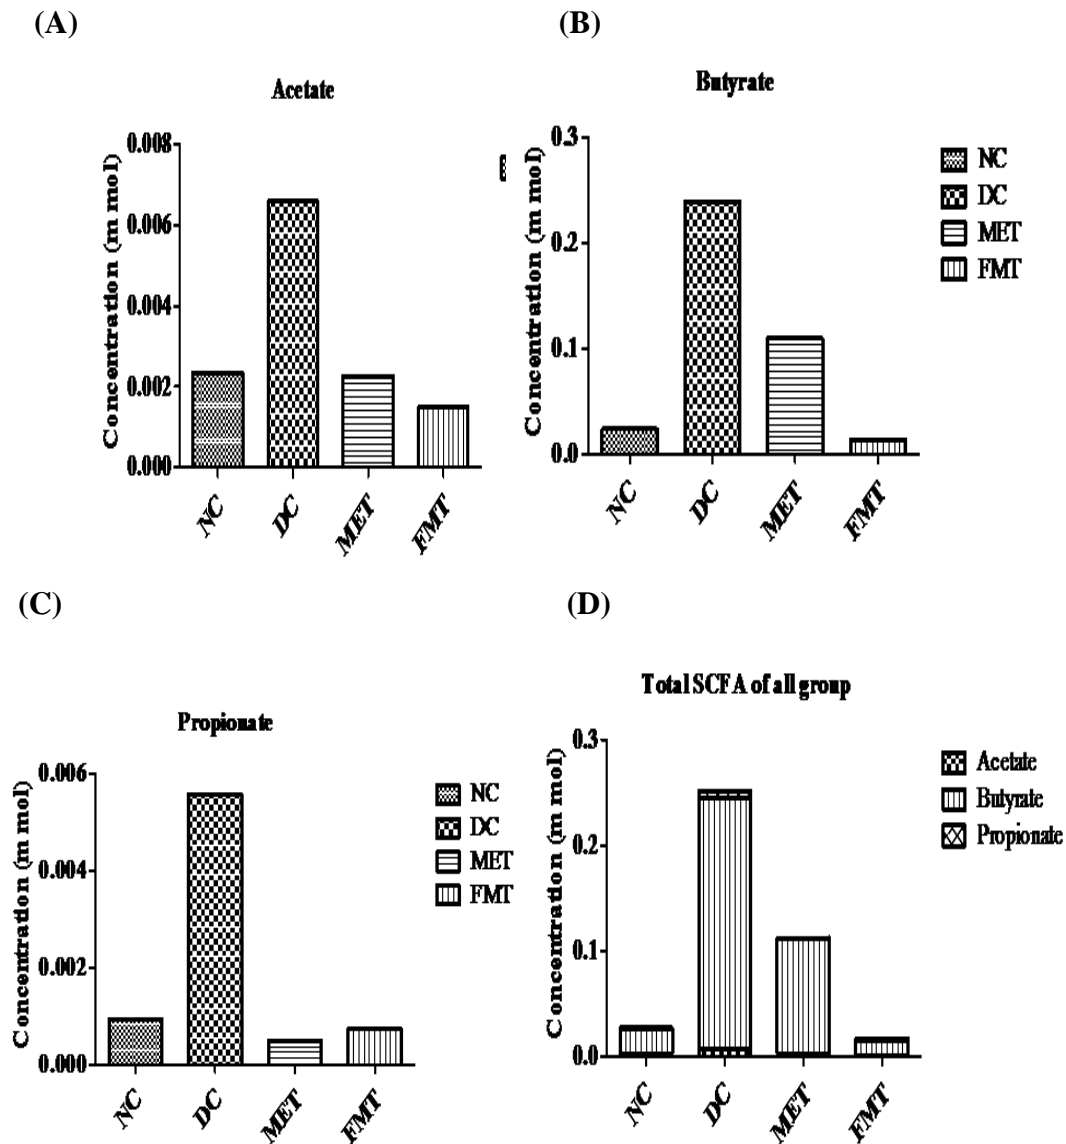 (A)
Acetate
Concentration (m mol)
0.008
0.006
0.004
0.002
0.000
NC
DC
MET
FMT
(B)
Butyrate
Concentration (m mol)
0.3
0.2
0.1
0.0
NC
DC
MET
FMT
NC
DC
MET
FMT
(C)
Propionate
Concentration (m mol)
0.006
0.004
0.002
0.000
NC
DC
MET
FMT
NC
DC
MET
FMT
(D)
Total SCFA of all group
Concentration (m mol)
0.3
0.2
0.1
0.0
NC
DC
MET
FMT
Acetate
Butyrate
Propionate